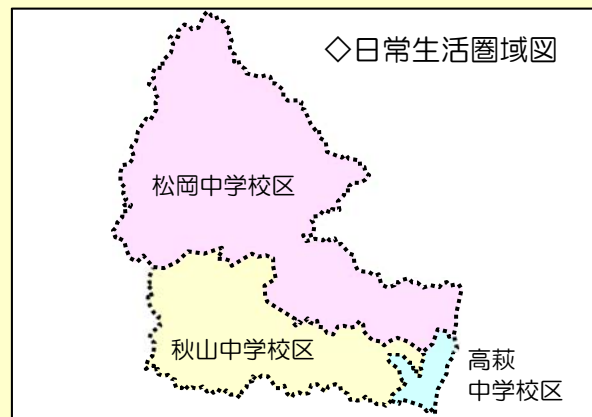 ◇日常生活圏域図
松岡中学校区
秋山中学校区
高萩
中学校区